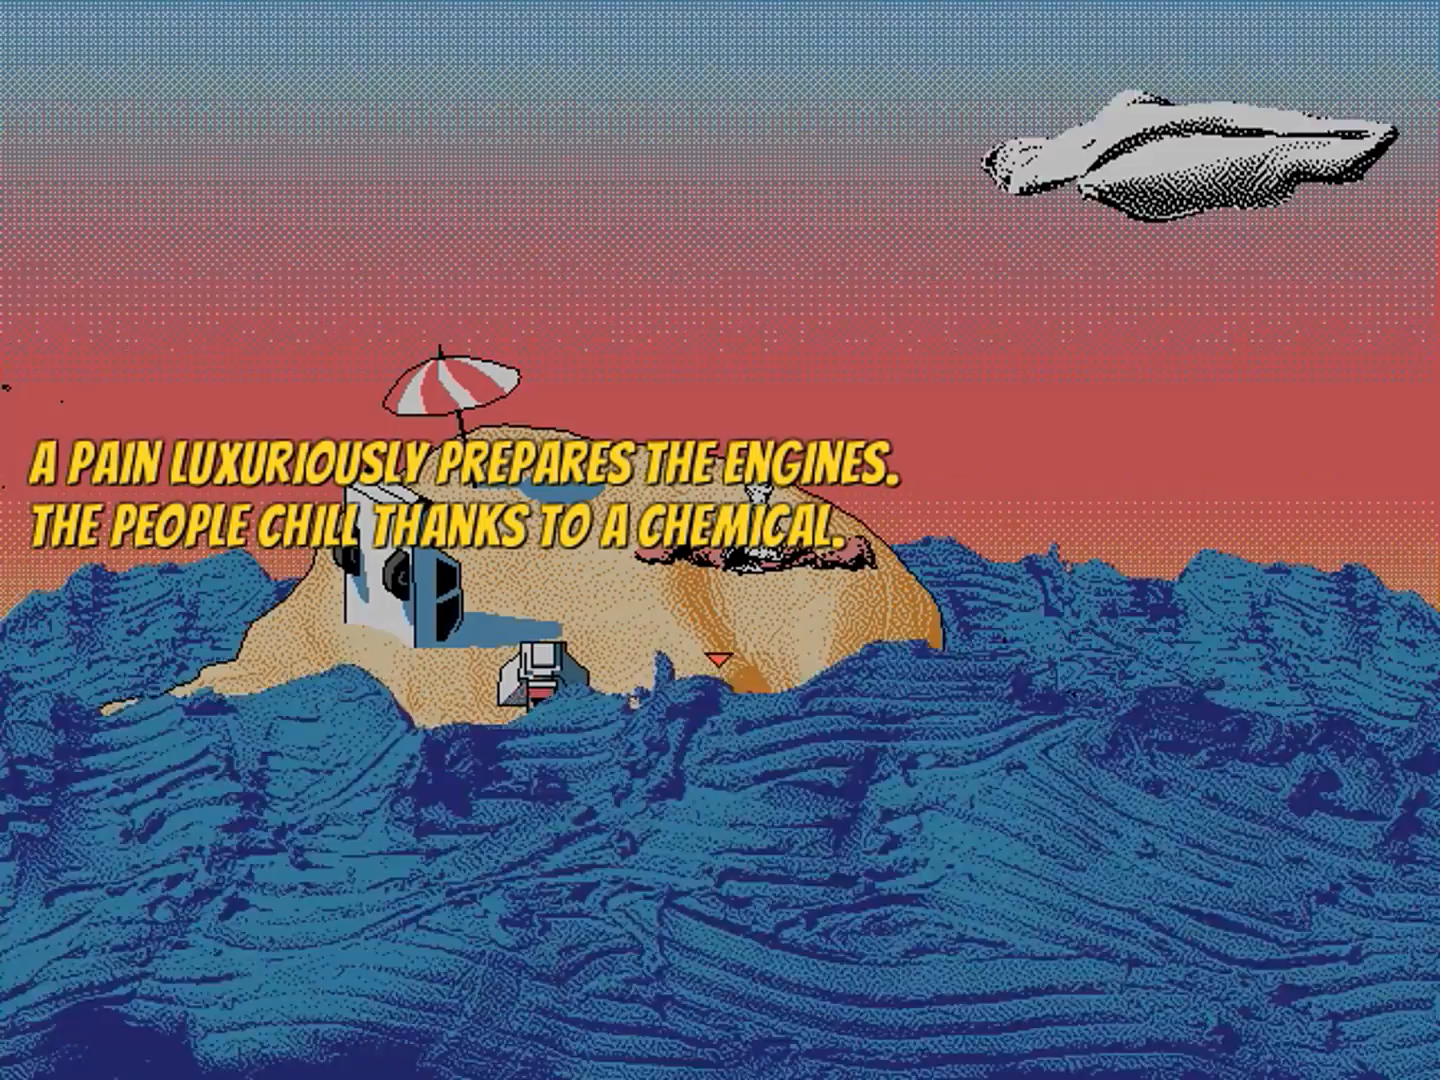 A PAIN LUXURIOUSLY PREPARES THE ENGINES.
THE PEOPLE CHILL THANKS TO A CHEMICAL.